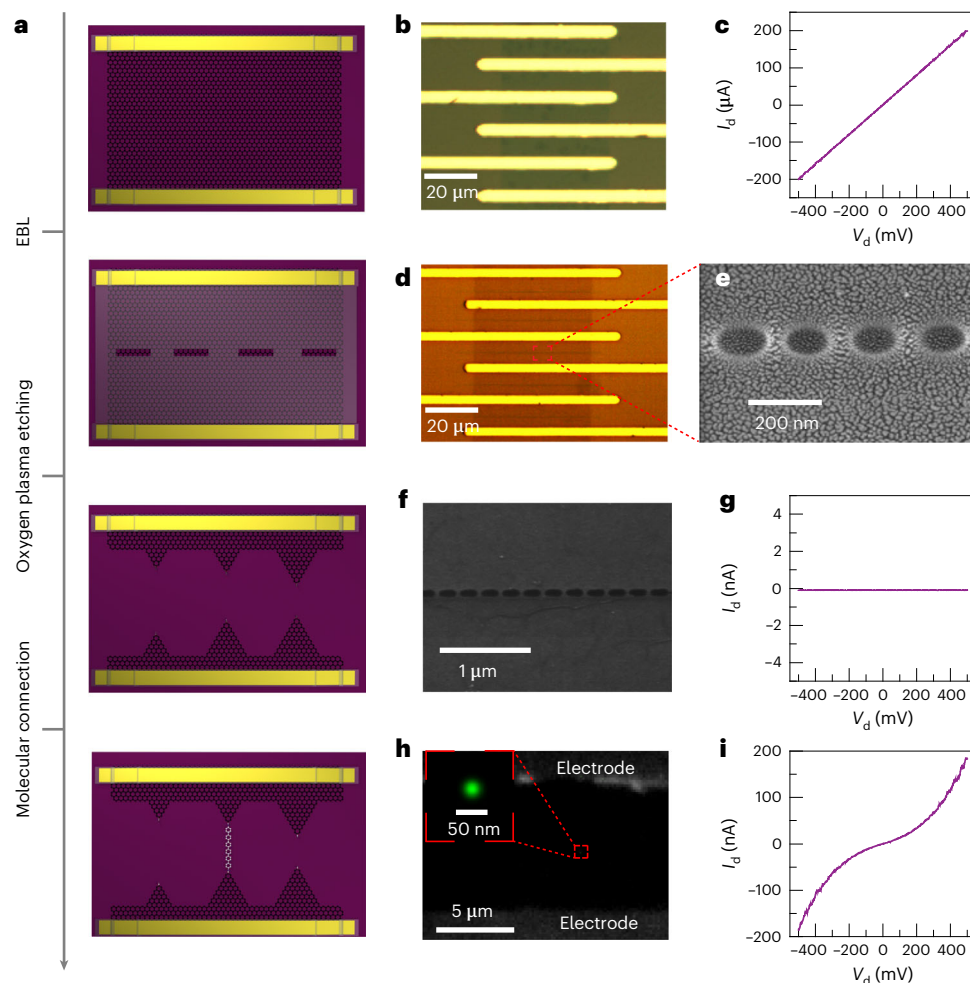 a
EBL
Oxygen plasma etching
Molecular connection
b
20 µm
c
200
100
0
−100
−200
I_d (µA)
−400 −200 0 200 400
V_d (mV)
d
20 µm
e
200 nm
f
1 µm
g
4
2
0
−2
−4
I_d (nA)
−400 −200 0 200 400
V_d (mV)
h
Electrode
50 nm
5 µm
Electrode
i
200
100
0
−100
−200
I_d (nA)
−400 −200 0 200 400
V_d (mV)